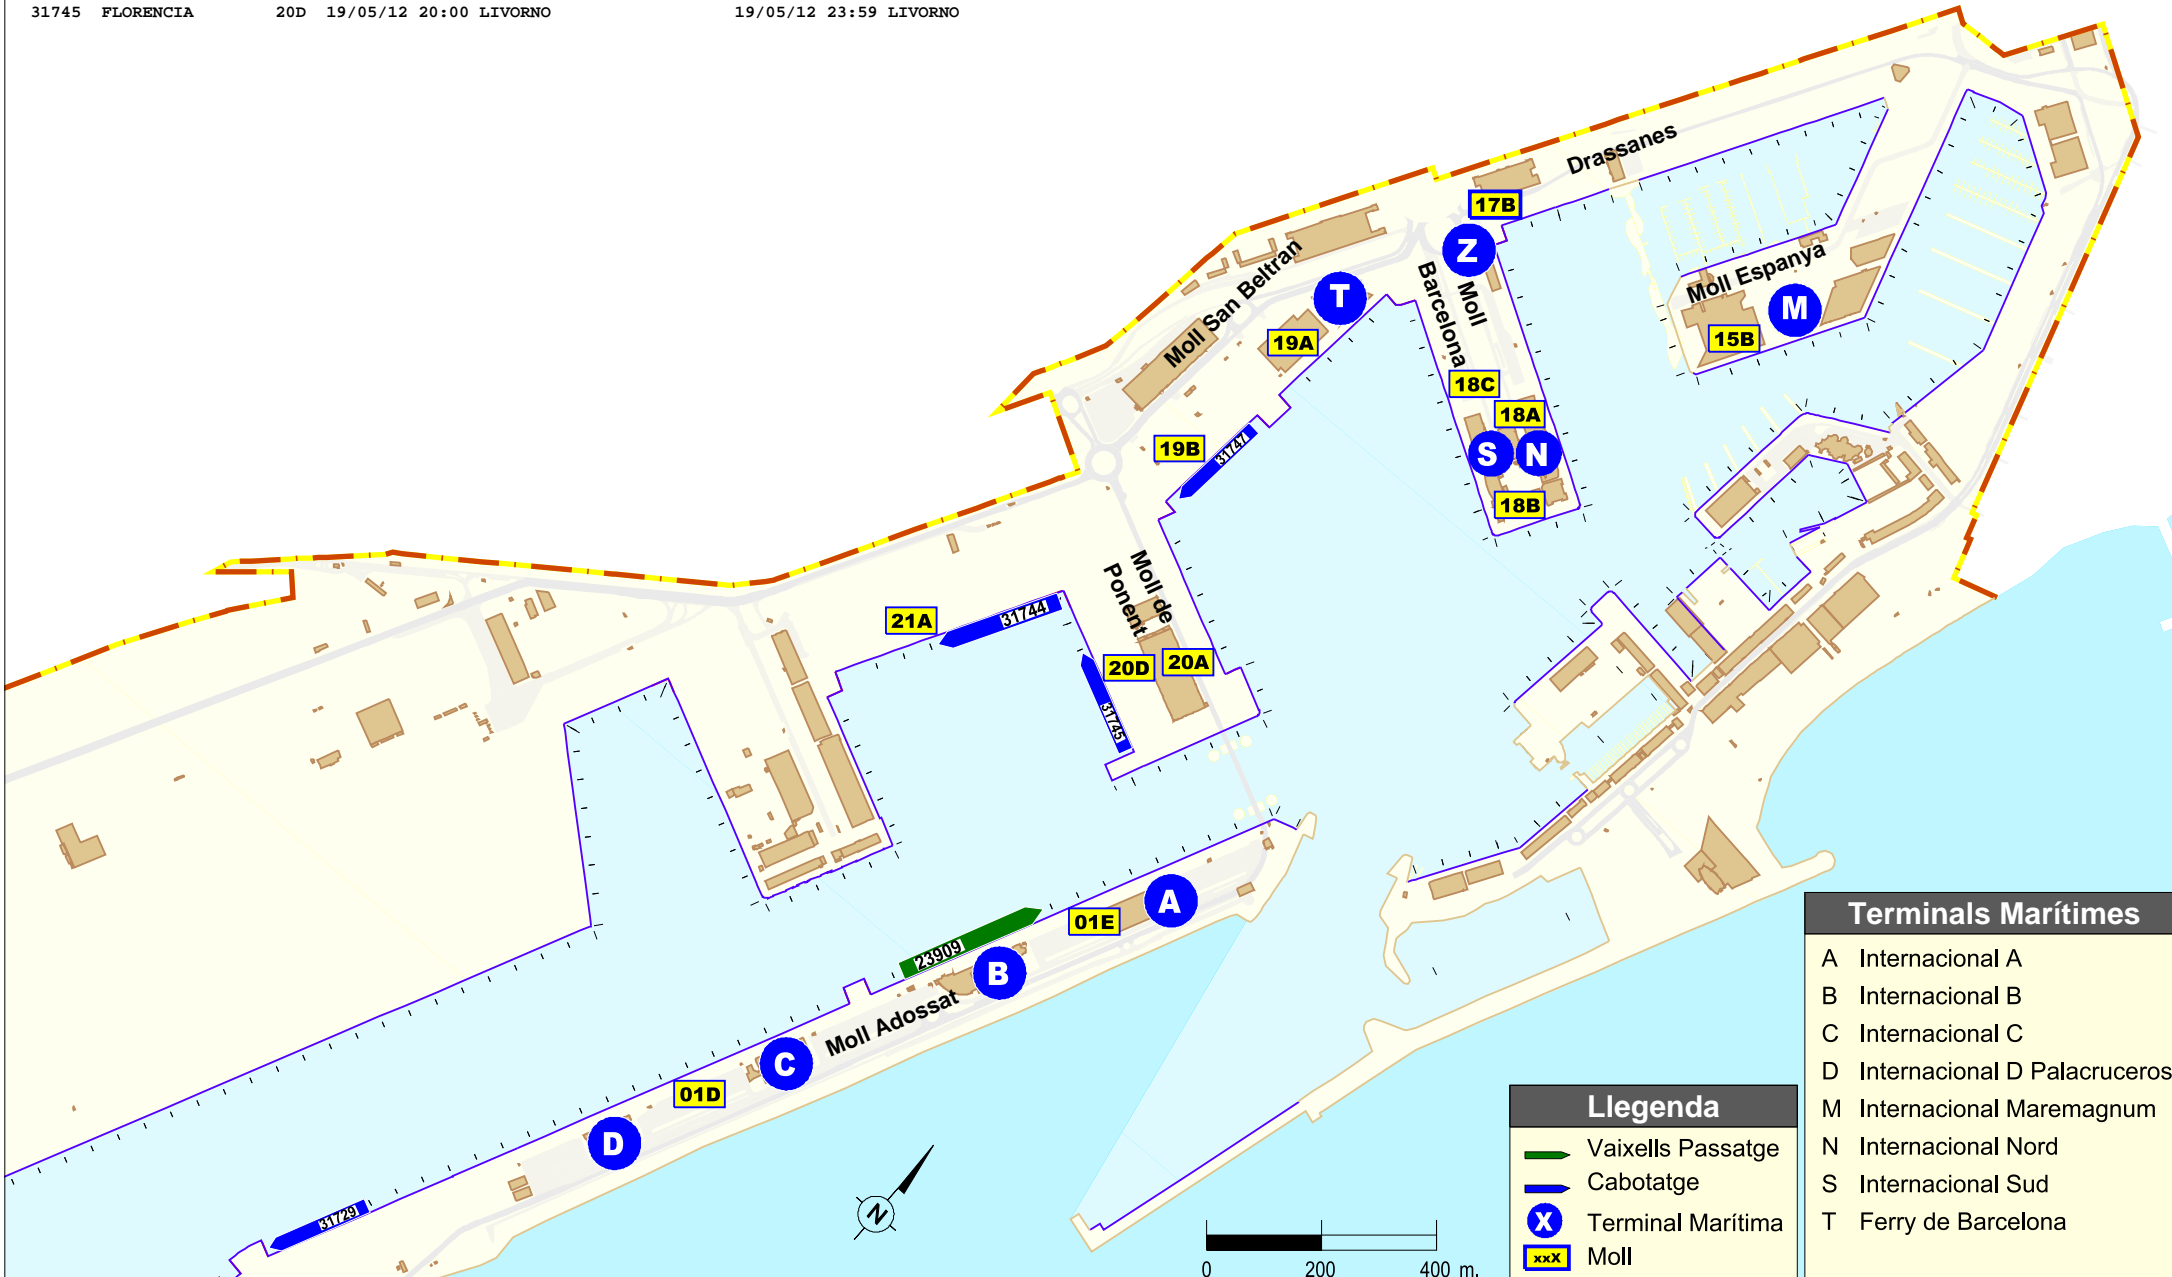 31745 FLORENCIA 20D 19/05/12 20:00 LIVORNO 19/05/12 23:59 LIVORNO
Drassanes
17B
Z
Moll Barcelona
Moll San Beltran
T
19A
Moll Espanya
M
15B
18C
18A
S
N
18B
19B
31747
Moll de Ponent
21A
31744
20D
20A
31745
01E
A
23909
B
Moll Adossat
C
01D
D
31729
N
0 200 400 m.
Llegenda
Vaixells Passatge
Cabotatge
X Terminal Marítima
xxX Moll
Terminals Marítimes
A Internacional A
B Internacional B
C Internacional C
D Internacional D Palacruceros
M Internacional Maremagnum
N Internacional Nord
S Internacional Sud
T Ferry de Barcelona